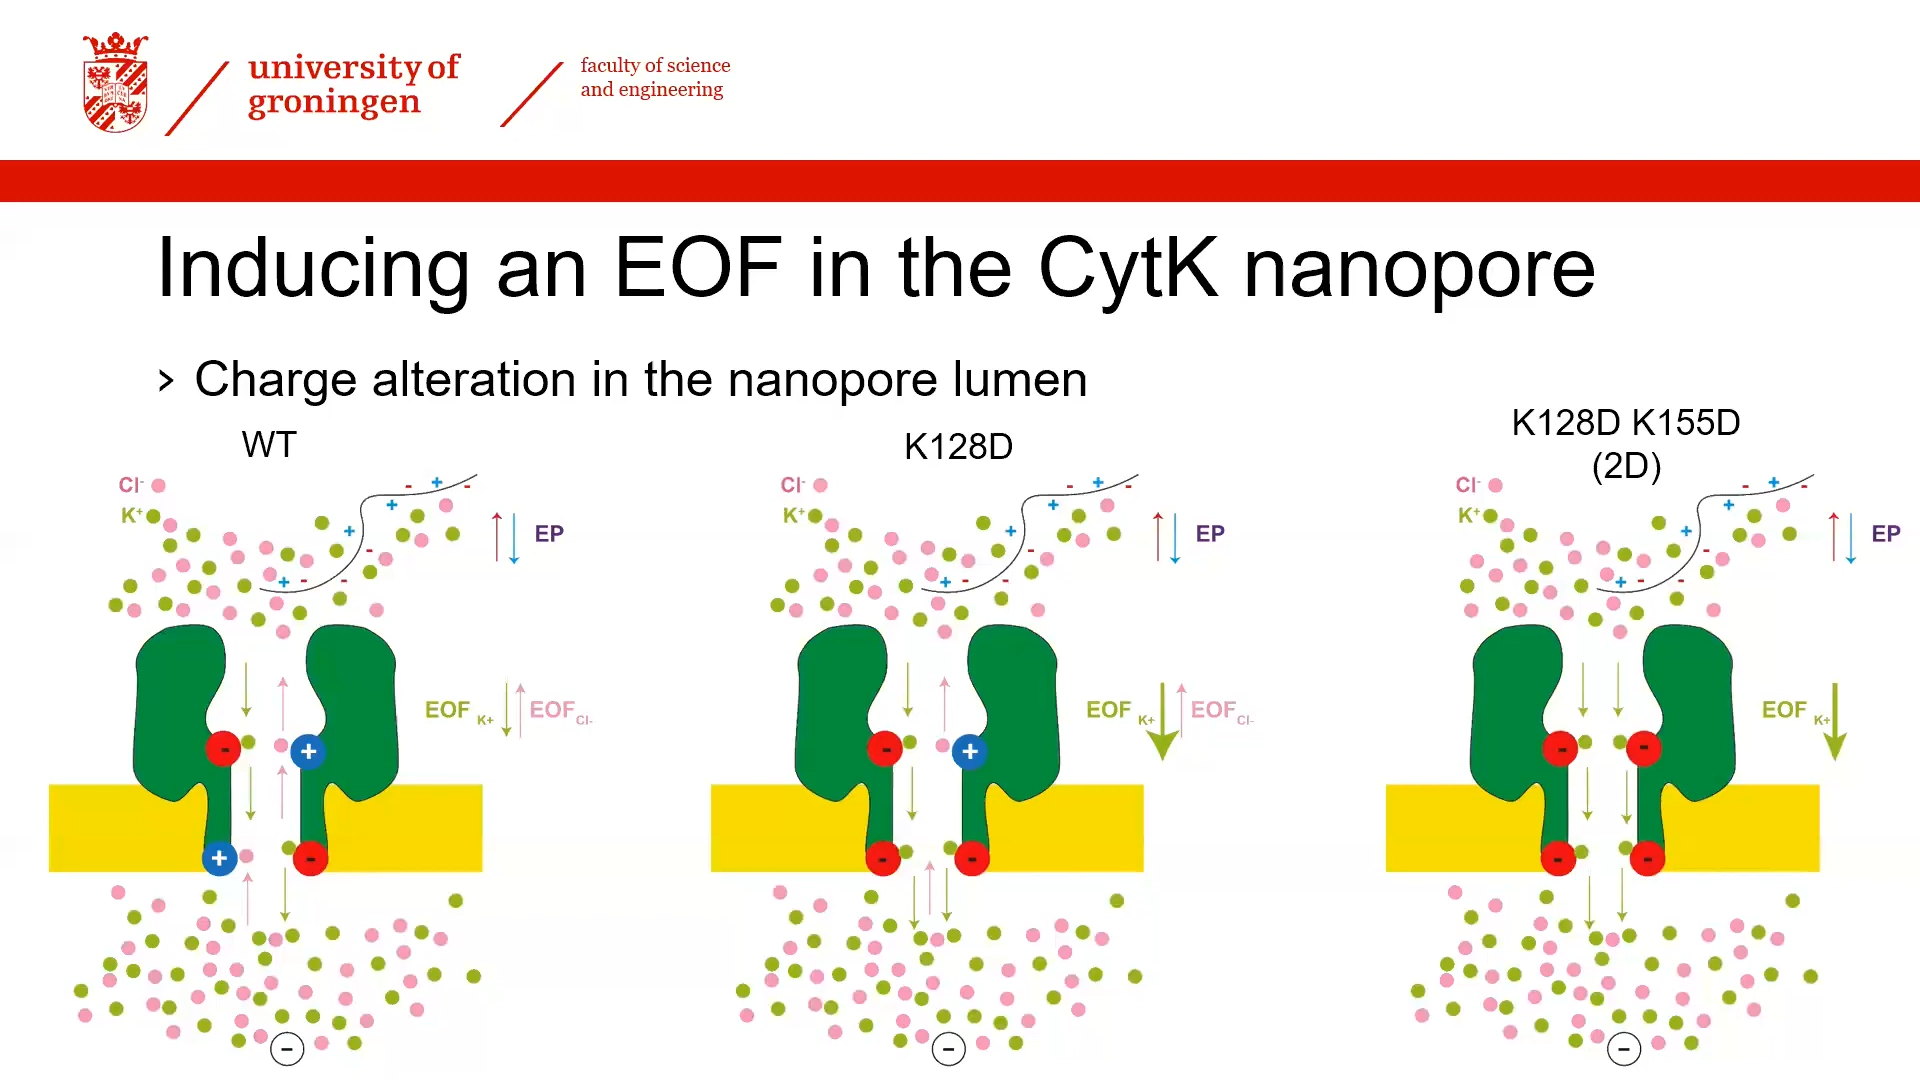 university of
groningen
faculty of science
and engineering
Inducing an EOF in the CytK nanopore
› Charge alteration in the nanopore lumen
WT
K128D
K128D K155D
(2D)
Cl-
K+
+ - + - + - + - + -
EP
EOF K+
EOF Cl-
- +
+ -
-
Cl-
K+
+ - + - + - + - + -
EP
EOF K+
EOF Cl-
- +
- -
-
Cl-
K+
+ - + - + - + - + -
EP
EOF K+
- -
- -
-